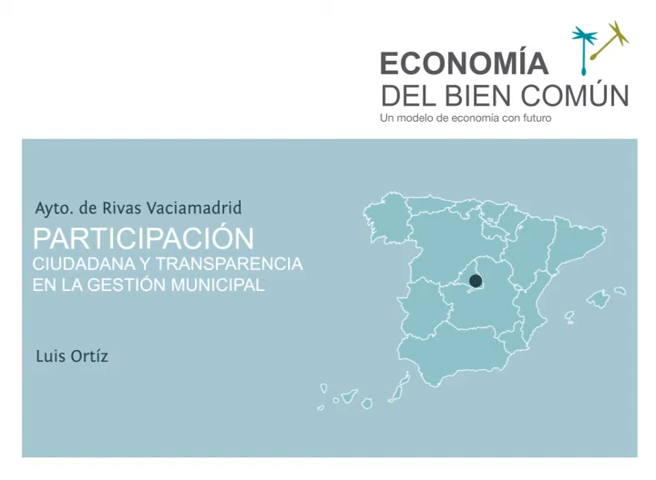 ECONOMÍA
DEL BIEN COMÚN
Un modelo de economía con futuro
Ayto. de Rivas Vaciamadrid
PARTICIPACIÓN
CIUDADANA Y TRANSPARENCIA
EN LA GESTIÓN MUNICIPAL
Luis Ortíz